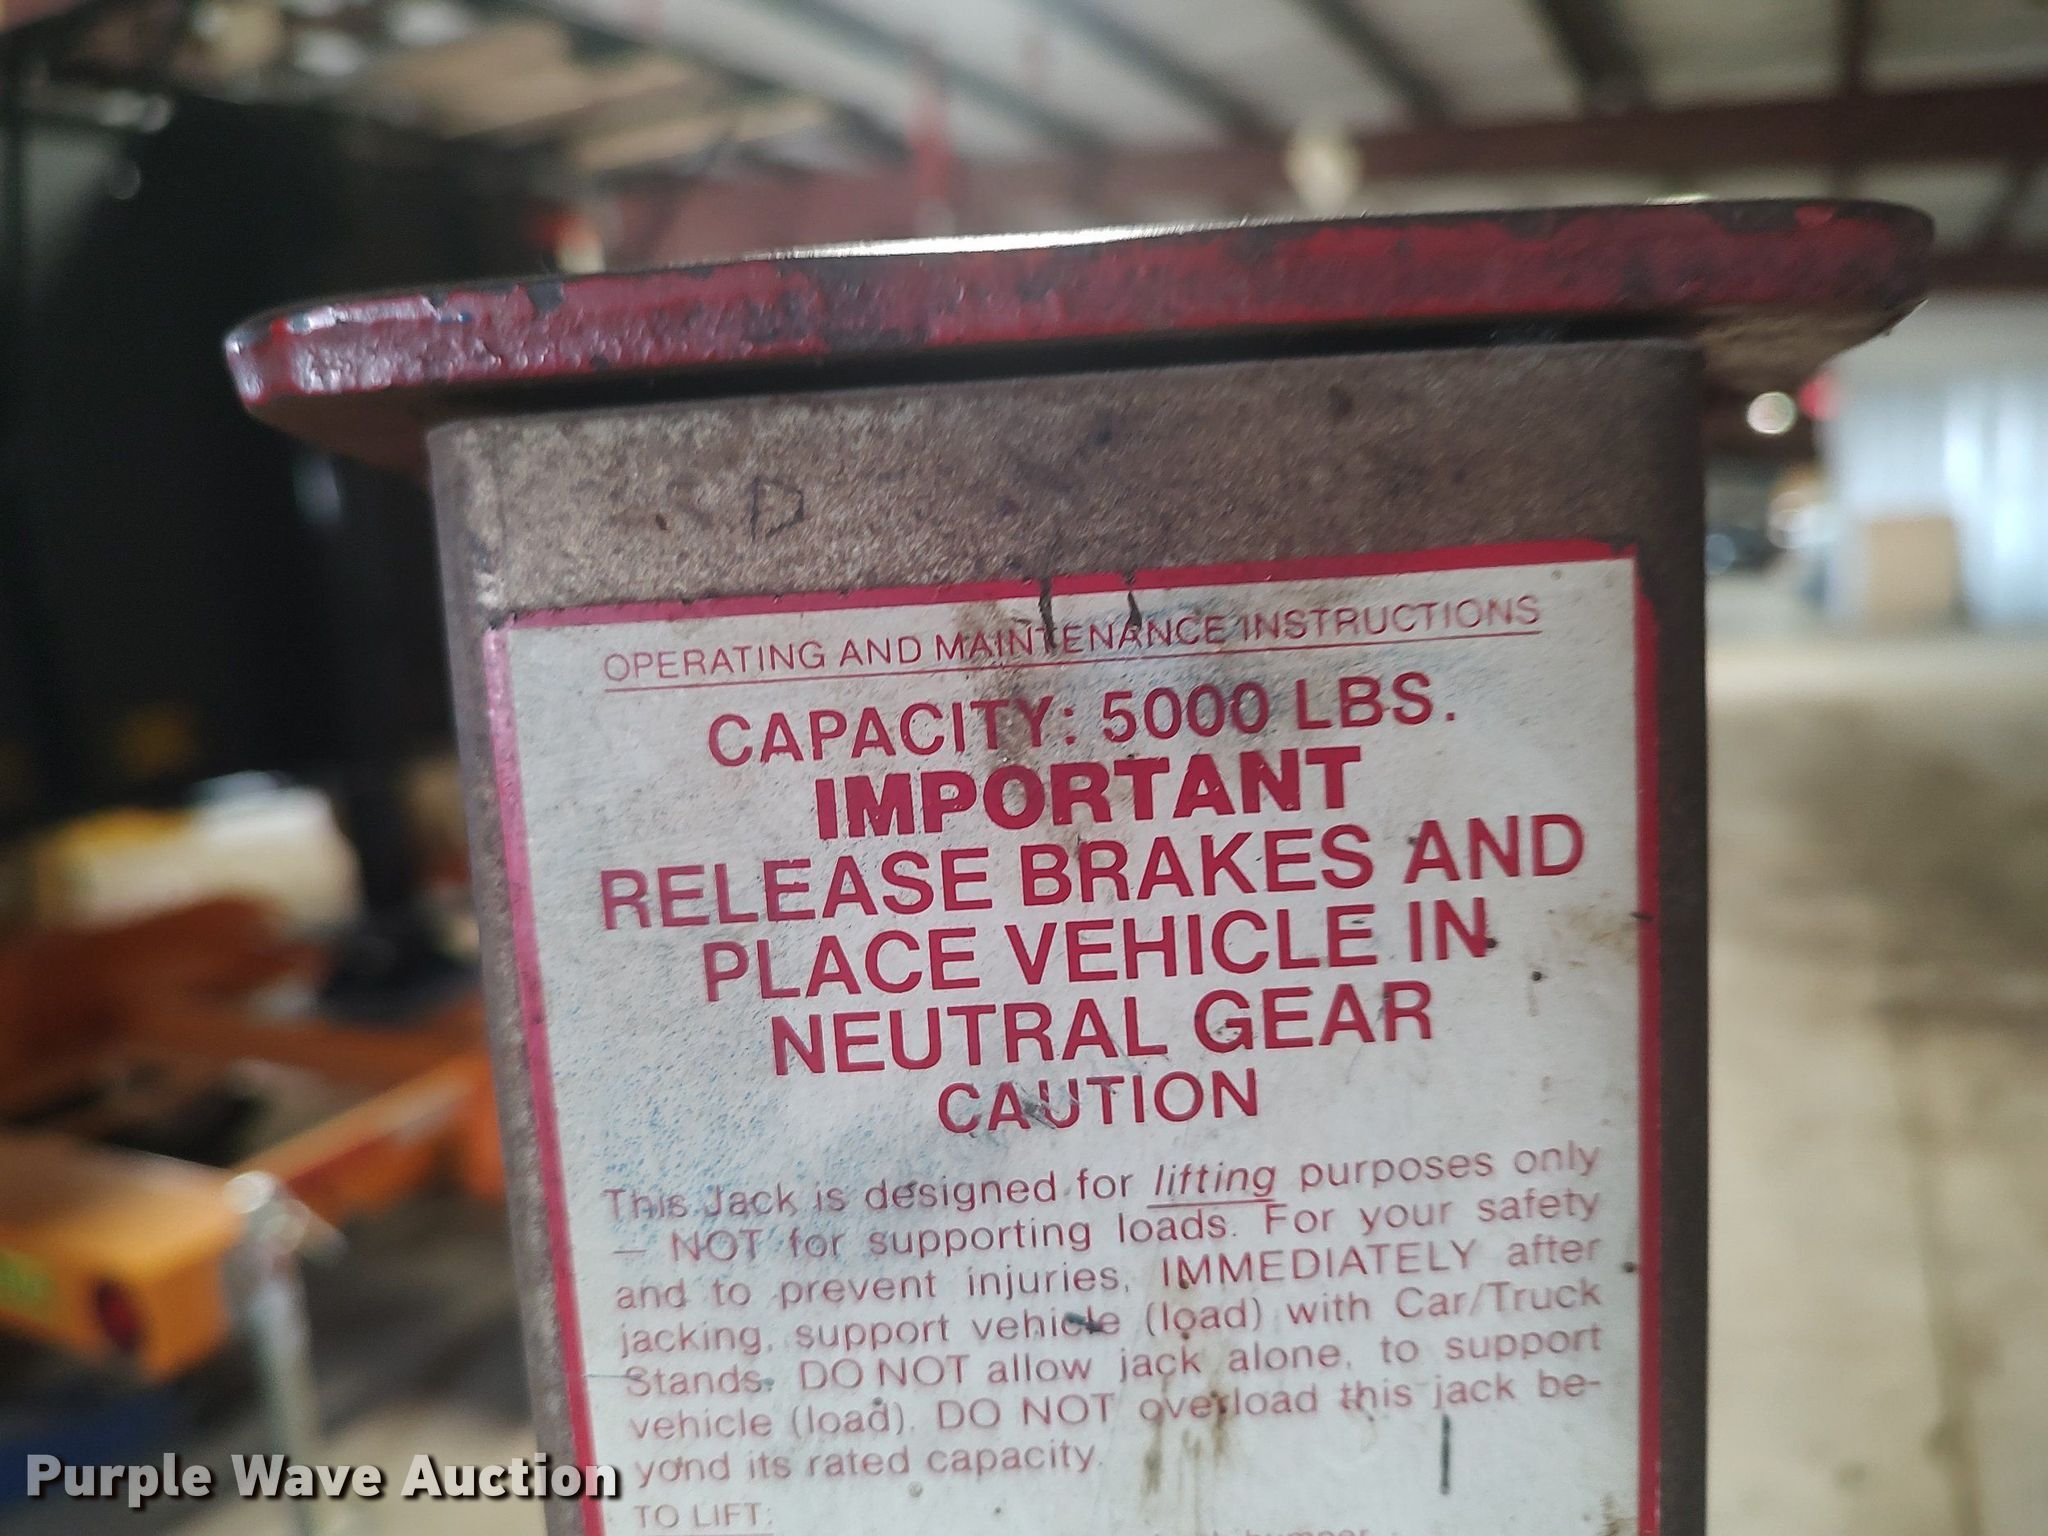 D
OPERATING AND MAINTENANCE INSTRUCTIONS
CAPACITY: 5000 LBS.
IMPORTANT
RELEASE BRAKES AND
PLACE VEHICLE IN
NEUTRAL GEAR
CAUTION
This Jack is designed for lifting purposes only
– NOT for supporting loads. For your safety
and to prevent injuries, IMMEDIATELY after
jacking, support vehicle (load) with Car/Truck
Stands. DO NOT allow jack alone, to support
vehicle (load). DO NOT overload this jack be-
yond its rated capacity.
TO LIFT:
Purple Wave Auction